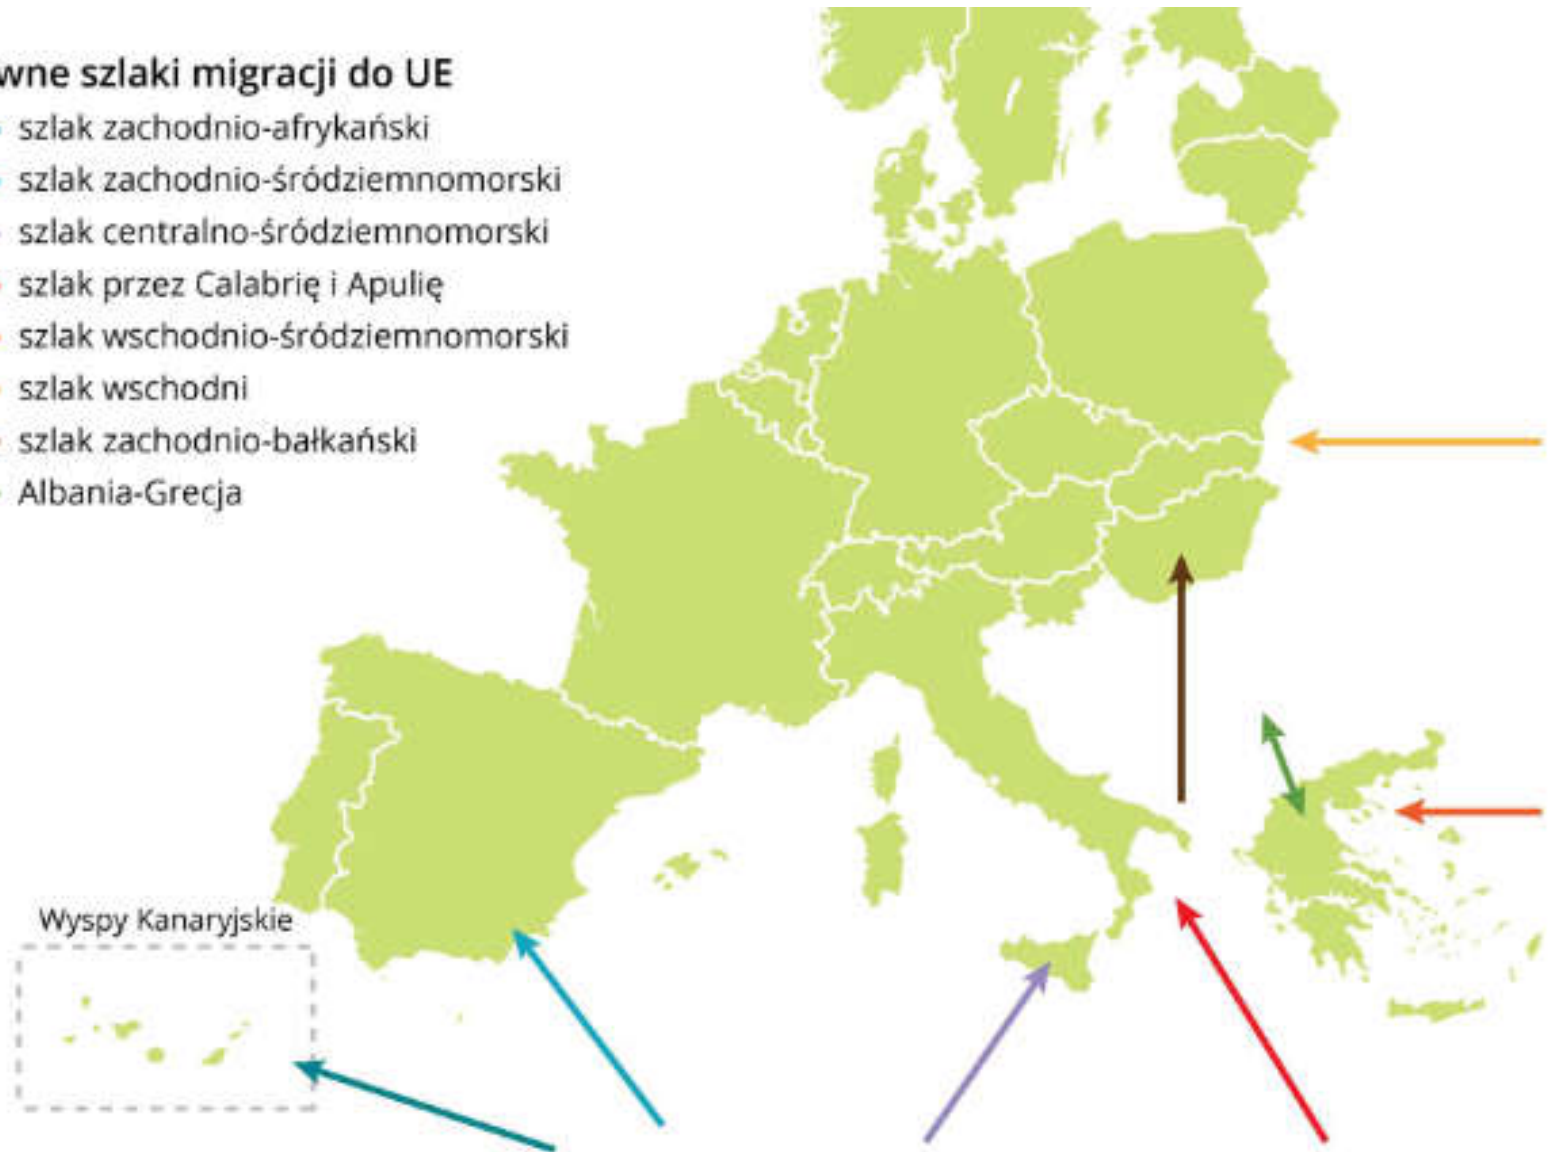 wne szlaki migracji do UE
szlak zachodnio-afrykański
szlak zachodnio-śródziemnomorski
szlak centralno-śródziemnomorski
szlak przez Calabrię i Apulię
szlak wschodnio-śródziemnomorski
szlak wschodni
szlak zachodnio-bałkański
Albania-Grecja
Wyspy Kanaryjskie